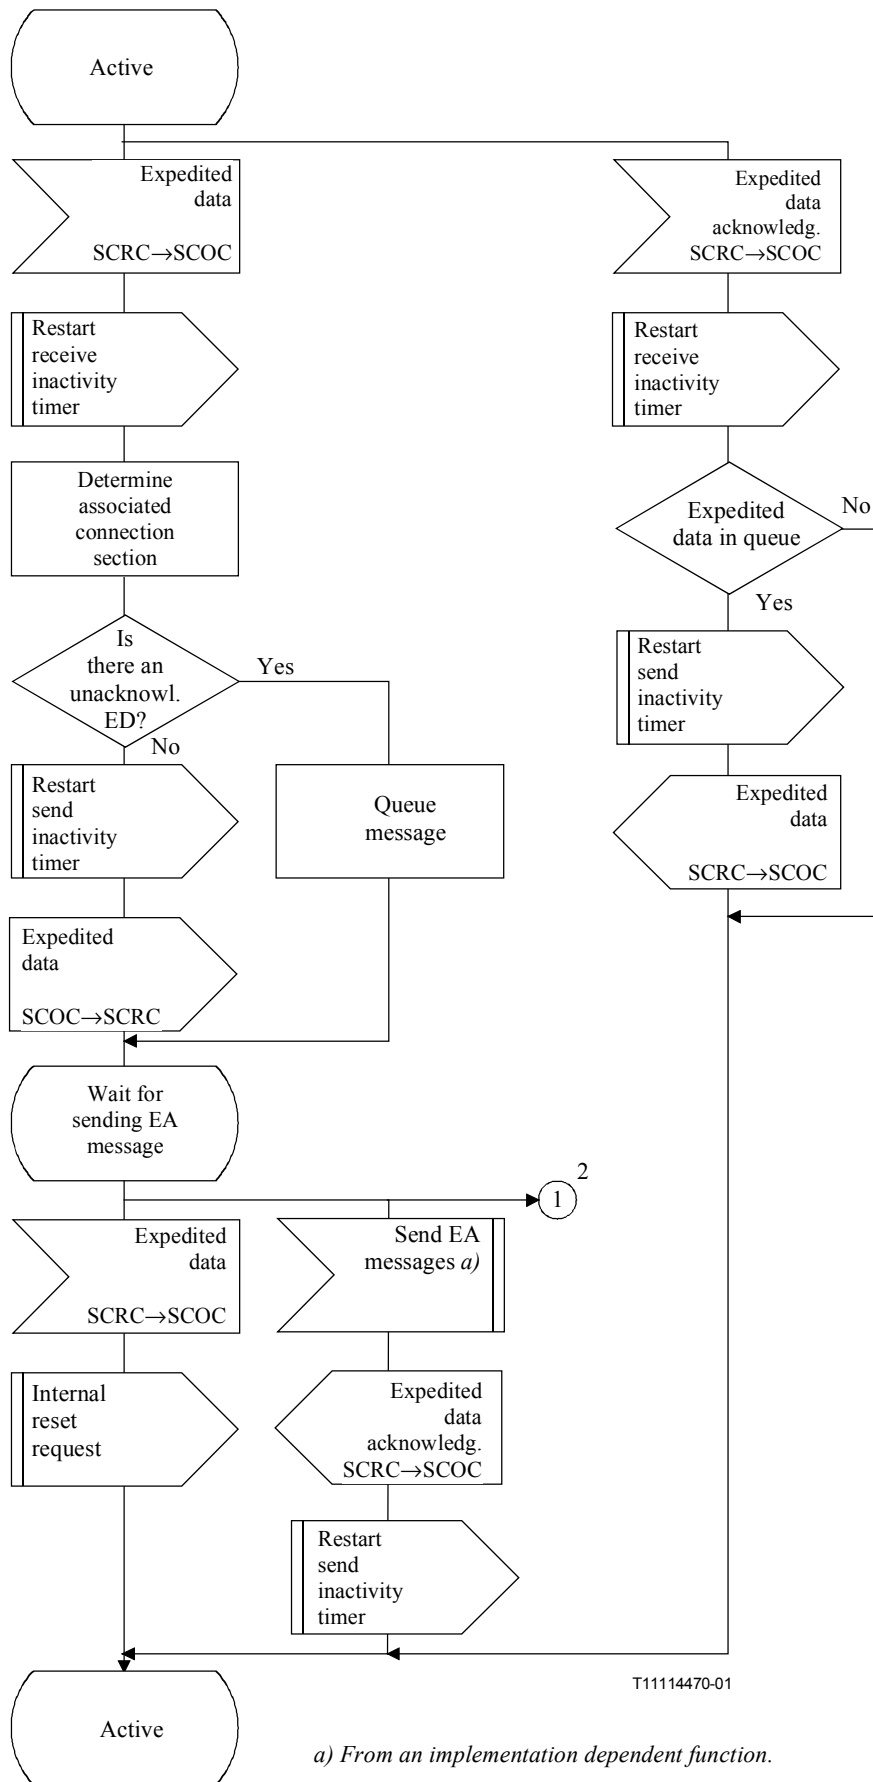 Active
Expedited
data
SCRC→SCOC
Expedited
data
acknowledg.
SCRC→SCOC
Restart
receive
inactivity
timer
Restart
receive
inactivity
timer
Determine
associated
connection
section
Expedited
data in queue
No
Yes
Is
there an
unacknowl.
ED?
Yes
No
Restart
send
inactivity
timer
Restart
send
inactivity
timer
Queue
message
Expedited
data
SCRC→SCOC
Expedited
data
SCOC→SCRC
Wait for
sending EA
message
1
2
Expedited
data
SCRC→SCOC
Send EA
messages a)
Internal
reset
request
Expedited
data
acknowledg.
SCRC→SCOC
Restart
send
inactivity
timer
T11114470-01
Active
a) From an implementation dependent function.